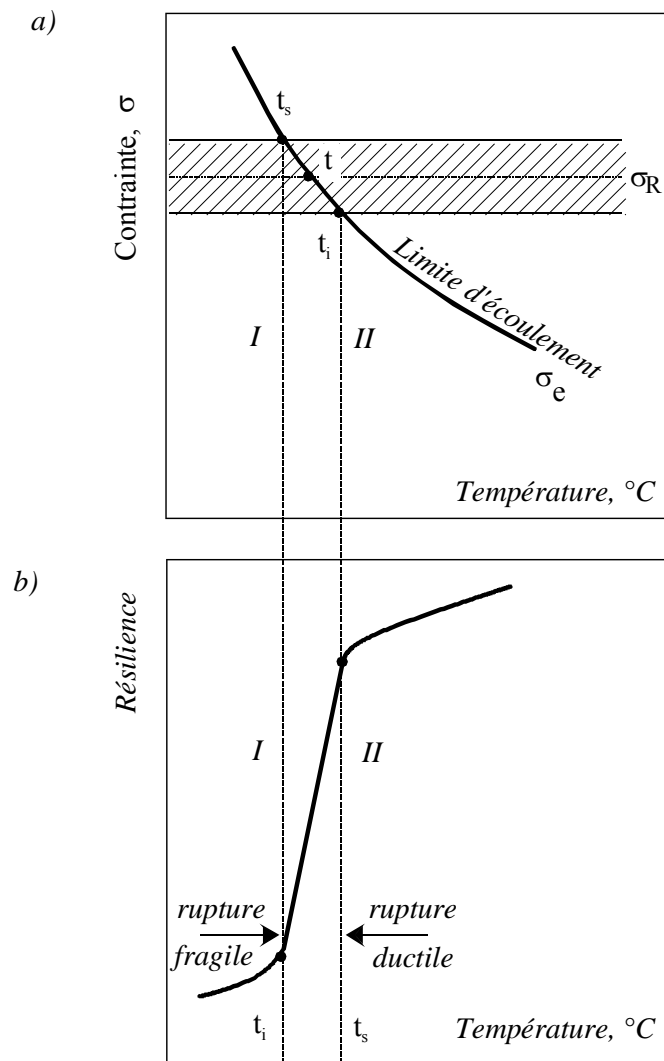 a)
Contrainte, σ
t_s
t
σ_R
t_i
Limite d'écoulement
σ_e
I
II
Température, °C
b)
Résilience
I
II
rupture
rupture
fragile
ductile
t_i
t_s
Température, °C